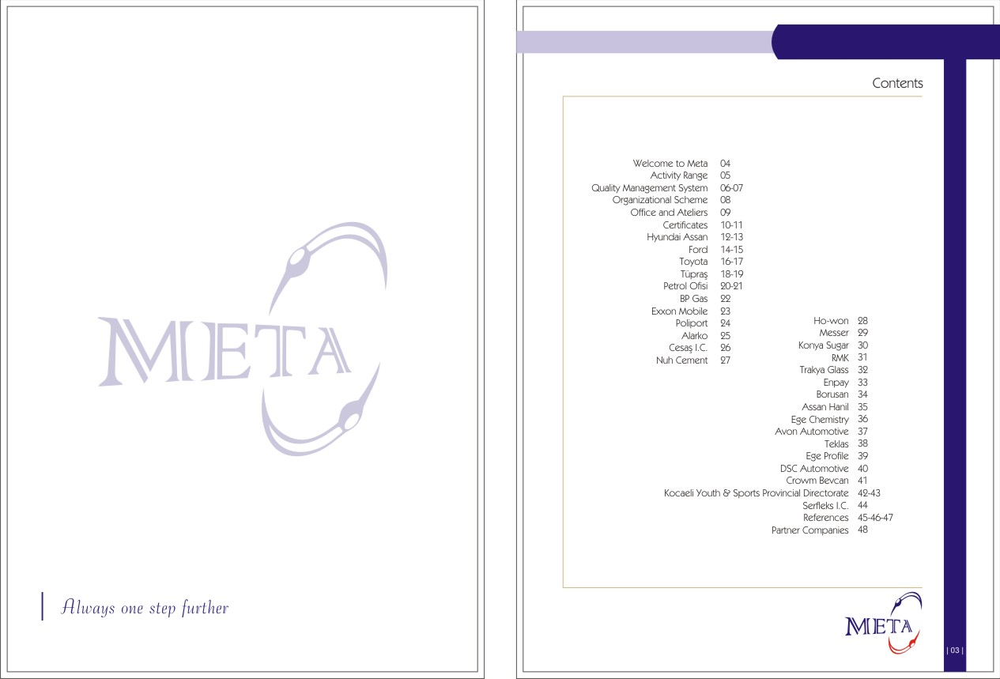 META
Always one step further
Contents
Welcome to Meta 04
Activity Range 05
Quality Management System 06-07
Organizational Scheme 08
Office and Ateliers 09
Certificates 10-11
Hyundai Assan 12-13
Ford 14-15
Toyota 16-17
Tüpraş 18-19
Petrol Ofisi 20-21
BP Gas 22
Exxon Mobile 23
Poliport 24
Alarko 25
Cesaş I.C. 26
Nuh Cement 27
Ho-won 28
Messer 29
Konya Sugar 30
RMK 31
Trakya Glass 32
Enpay 33
Borusan 34
Assan Hanil 35
Ege Chemistry 36
Avon Automotive 37
Teklas 38
Ege Profile 39
DSC Automotive 40
Crowm Bevcan 41
Kocaeli Youth & Sports Provincial Directorate 42-43
Serfleks I.C. 44
References 45-46-47
Partner Companies 48
META
| 03 |